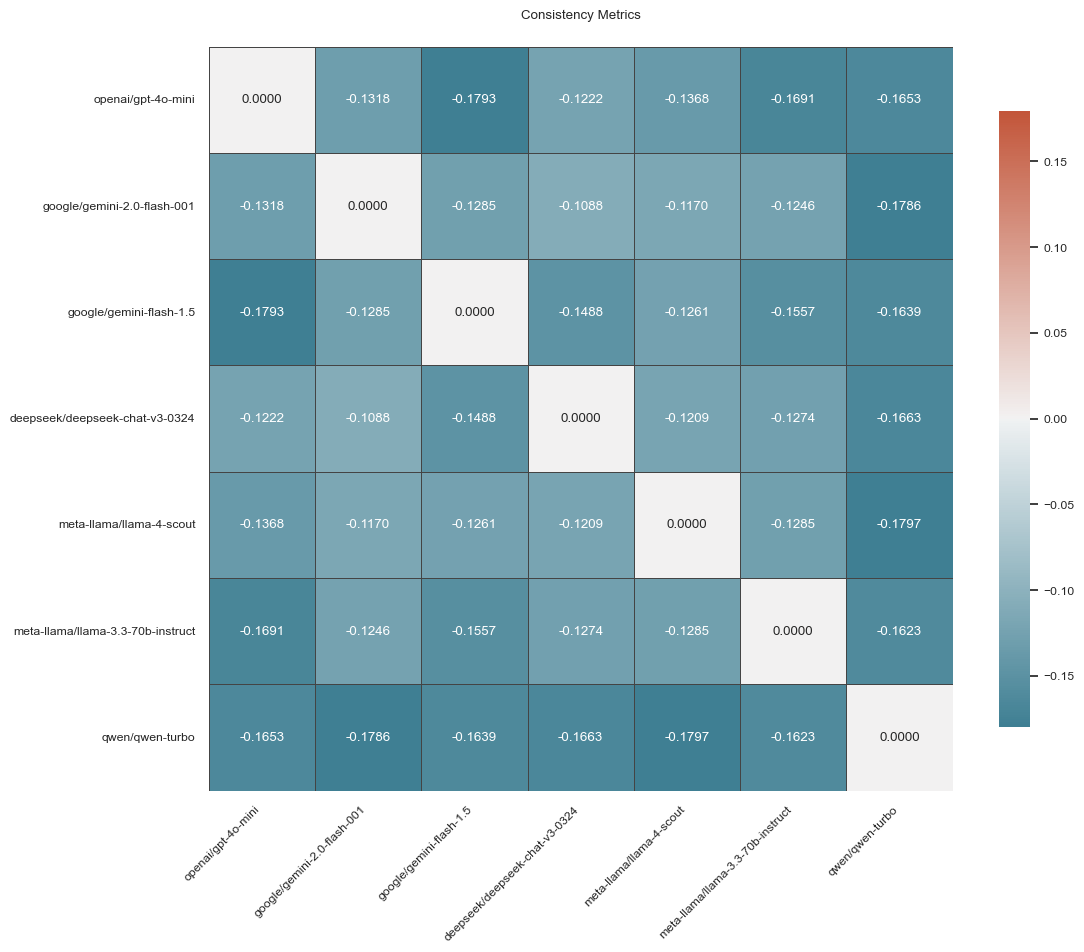 Consistency Metrics
openai/gpt-4o-mini 0.0000 -0.1318 -0.1793 -0.1222 -0.1368 -0.1691 -0.1653
google/gemini-2.0-flash-001 -0.1318 0.0000 -0.1285 -0.1088 -0.1170 -0.1246 -0.1786
google/gemini-flash-1.5 -0.1793 -0.1285 0.0000 -0.1488 -0.1261 -0.1557 -0.1639
deepseek/deepseek-chat-v3-0324 -0.1222 -0.1088 -0.1488 0.0000 -0.1209 -0.1274 -0.1663
meta-llama/llama-4-scout -0.1368 -0.1170 -0.1261 -0.1209 0.0000 -0.1285 -0.1797
meta-llama/llama-3.3-70b-instruct -0.1691 -0.1246 -0.1557 -0.1274 -0.1285 0.0000 -0.1623
qwen/qwen-turbo -0.1653 -0.1786 -0.1639 -0.1663 -0.1797 -0.1623 0.0000
openai/gpt-4o-mini
google/gemini-2.0-flash-001
google/gemini-flash-1.5
deepseek/deepseek-chat-v3-0324
meta-llama/llama-4-scout
meta-llama/llama-3.3-70b-instruct
qwen/qwen-turbo
0.15
0.10
0.05
0.00
−0.05
−0.10
−0.15